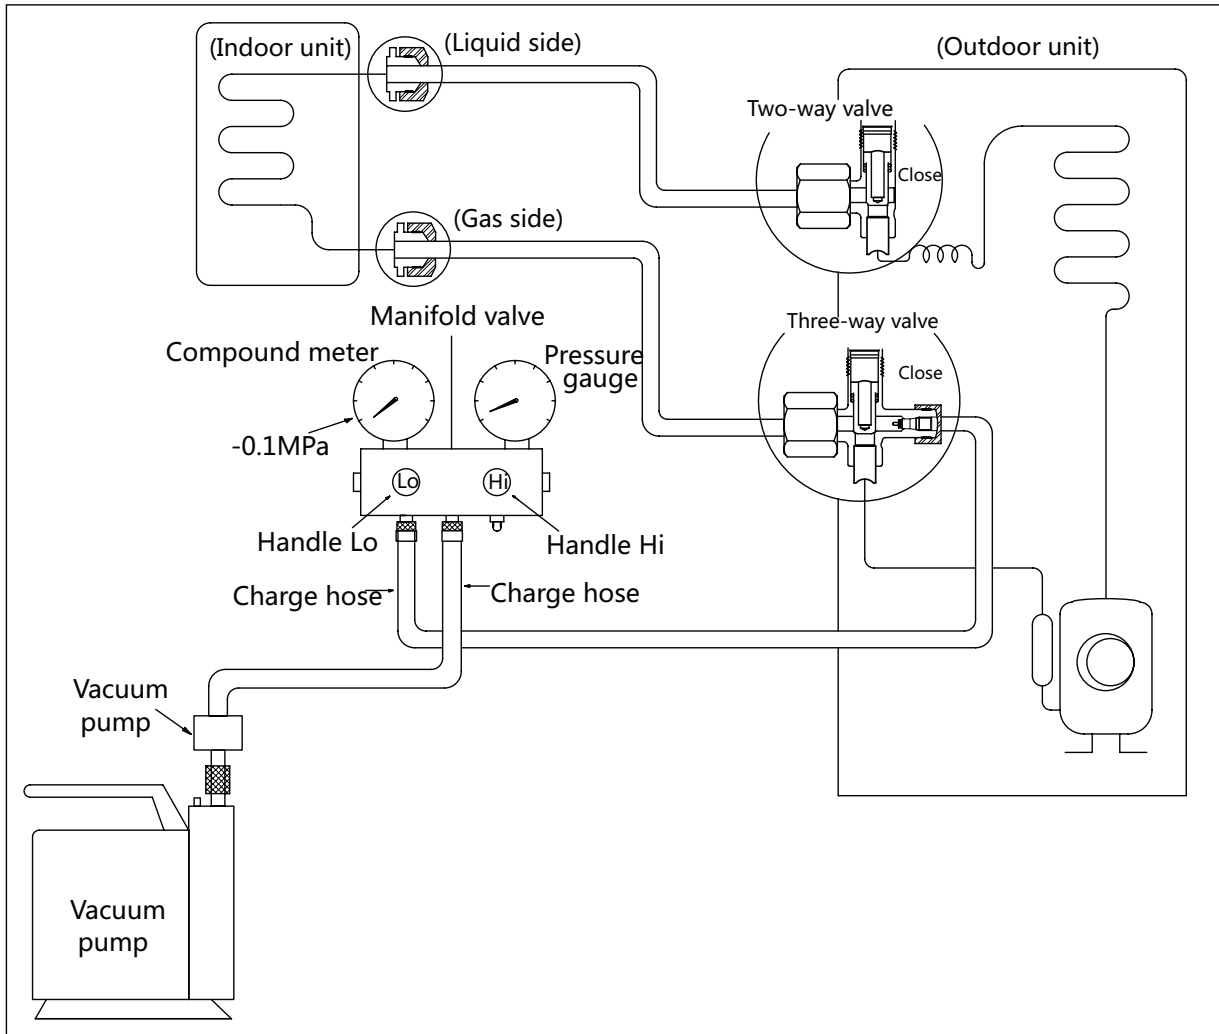 (Indoor unit)
(Liquid side)
(Outdoor unit)
Two-way valve
Close
(Gas side)
Manifold valve
Three-way valve
Compound meter
Pressure
gauge
Close
-0.1MPa
Lo
Hi
Handle Lo
Handle Hi
Charge hose
Charge hose
Vacuum
pump
Vacuum
pump